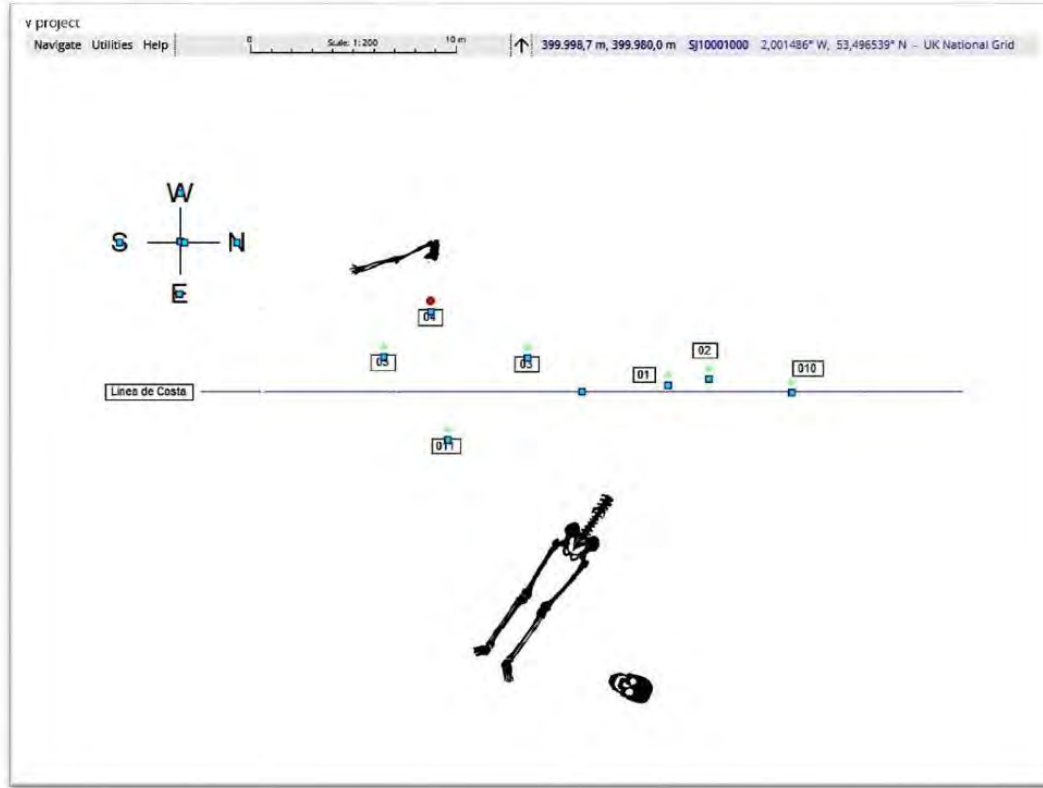 v project
Navigate Utilities Help 0 Scale: 1:200 10 m 399.998,7 m, 399.980,0 m SJ10001000 2,001486° W, 53,496539° N - UK National Grid
W
S N
E
04
05 03
02
01 010
Linea de Costa
011